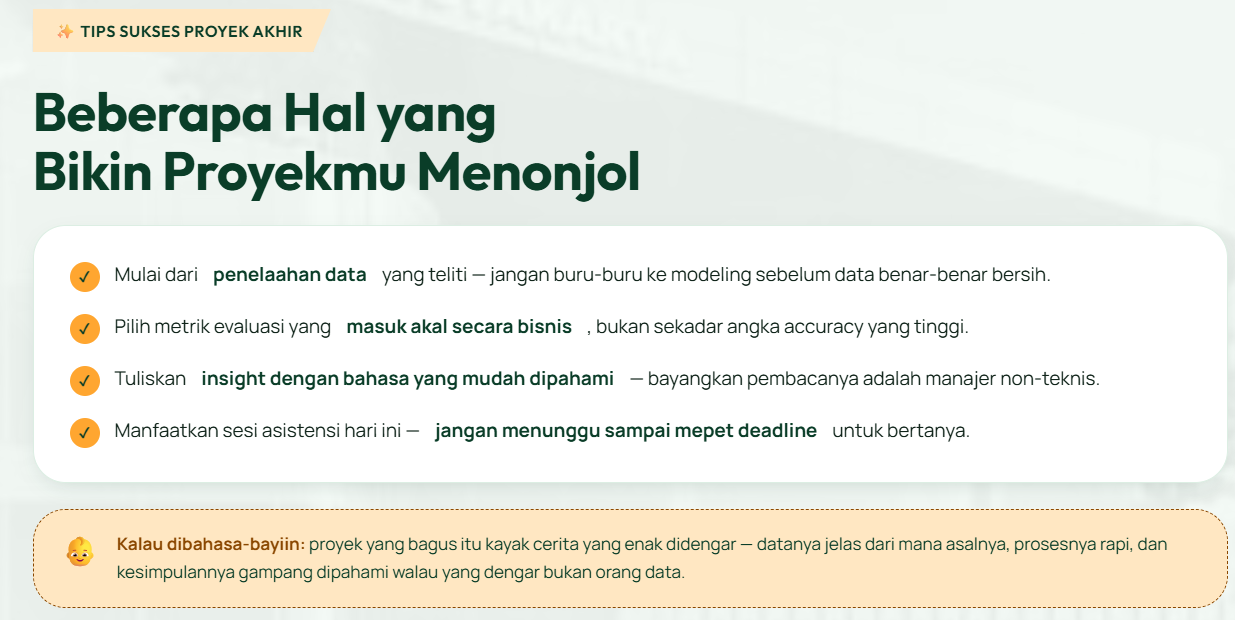 ✨ TIPS SUKSES PROYEK AKHIR
Beberapa Hal yang
Bikin Proyekmu Menonjol
✓ Mulai dari penelaahan data yang teliti — jangan buru-buru ke modeling sebelum data benar-benar bersih.
✓ Pilih metrik evaluasi yang masuk akal secara bisnis , bukan sekadar angka accuracy yang tinggi.
✓ Tuliskan insight dengan bahasa yang mudah dipahami — bayangkan pembacanya adalah manajer non-teknis.
✓ Manfaatkan sesi asistensi hari ini — jangan menunggu sampai mepet deadline untuk bertanya.
👶 Kalau dibahasa-bayiin: proyek yang bagus itu kayak cerita yang enak didengar — datanya jelas dari mana asalnya, prosesnya rapi, dan
kesimpulannya gampang dipahami walau yang dengar bukan orang data.